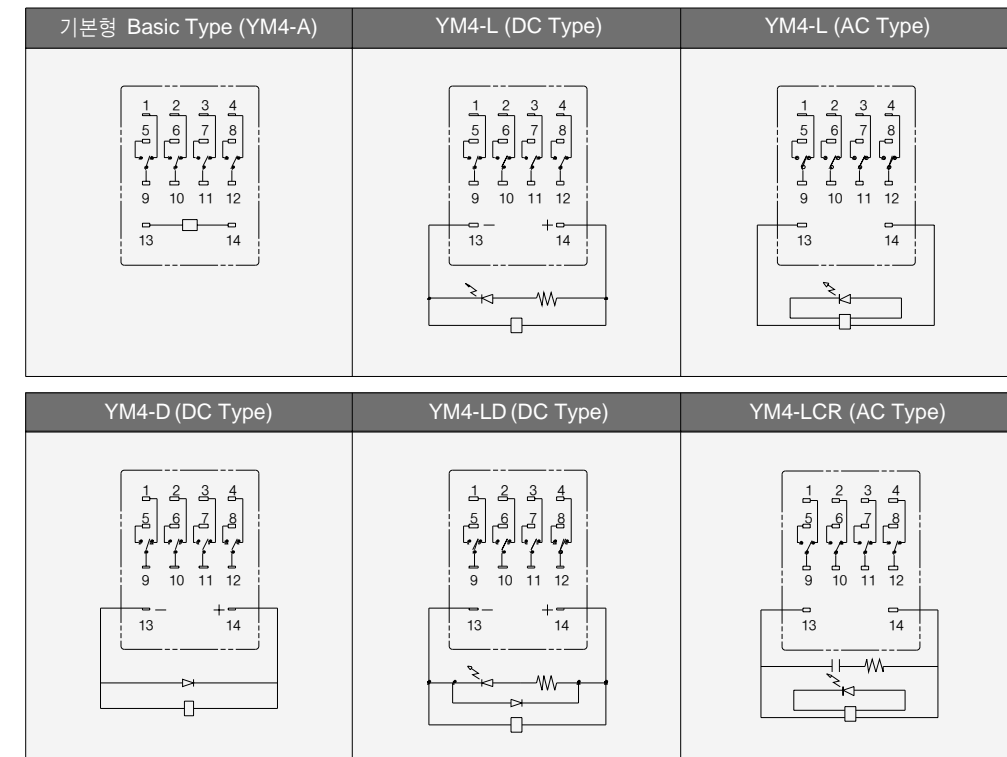 기본형 Basic Type (YM4-A)
YM4-L (DC Type)
YM4-L (AC Type)
1 2 3 4
5 6 7 8
9 10 11 12
13 14
1 2 3 4
5 6 7 8
9 10 11 12
− +
13 14
1 2 3 4
5 6 7 8
9 10 11 12
13 14
YM4-D (DC Type)
YM4-LD (DC Type)
YM4-LCR (AC Type)
1 2 3 4
5 6 7 8
9 10 11 12
− +
13 14
1 2 3 4
5 6 7 8
9 10 11 12
− +
13 14
1 2 3 4
5 6 7 8
9 10 11 12
13 14